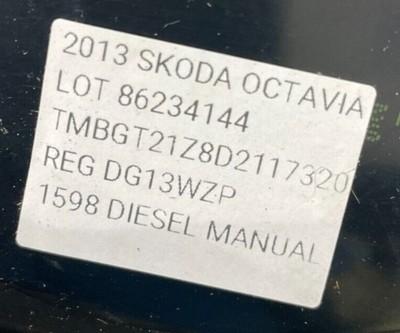 2013 SKODA OCTAVIA
LOT 86234144
TMBGT21Z8D2117320
REG DG13WZP
1598 DIESEL MANUAL